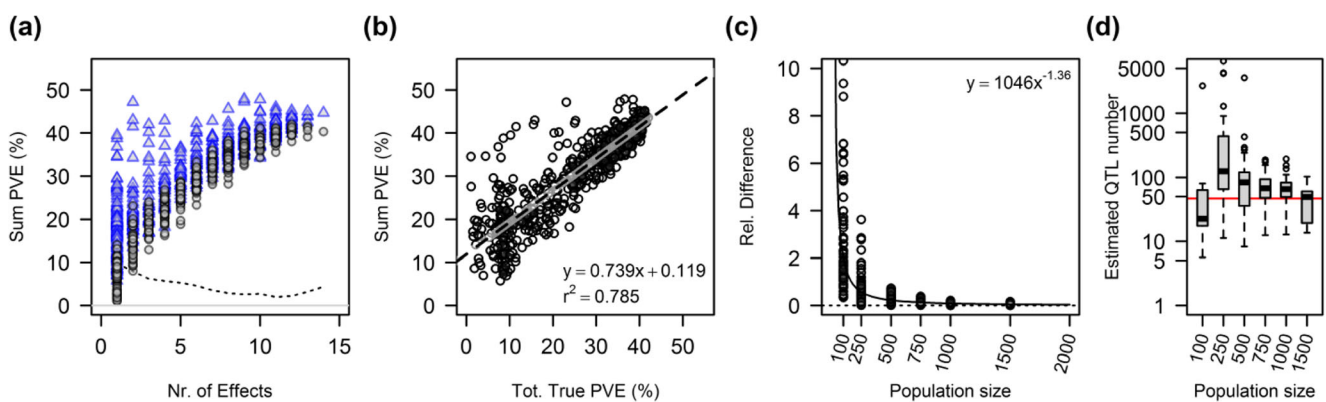 (a)
Sum PVE (%)
50
40
30
20
10
0
0 5 10 15
Nr. of Effects
(b)
Sum PVE (%)
50
40
30
20
10
0
y = 0.739x + 0.119
r² = 0.785
0 10 20 30 40 50
Tot. True PVE (%)
(c)
Rel. Difference
10
8
6
4
2
0
y = 1046x^-1.36
100 250 500 750 1000 1500 2000
Population size
(d)
Estimated QTL number
5000
1000
500
100
50
10
5
1
100 250 500 750 1000 1500
Population size